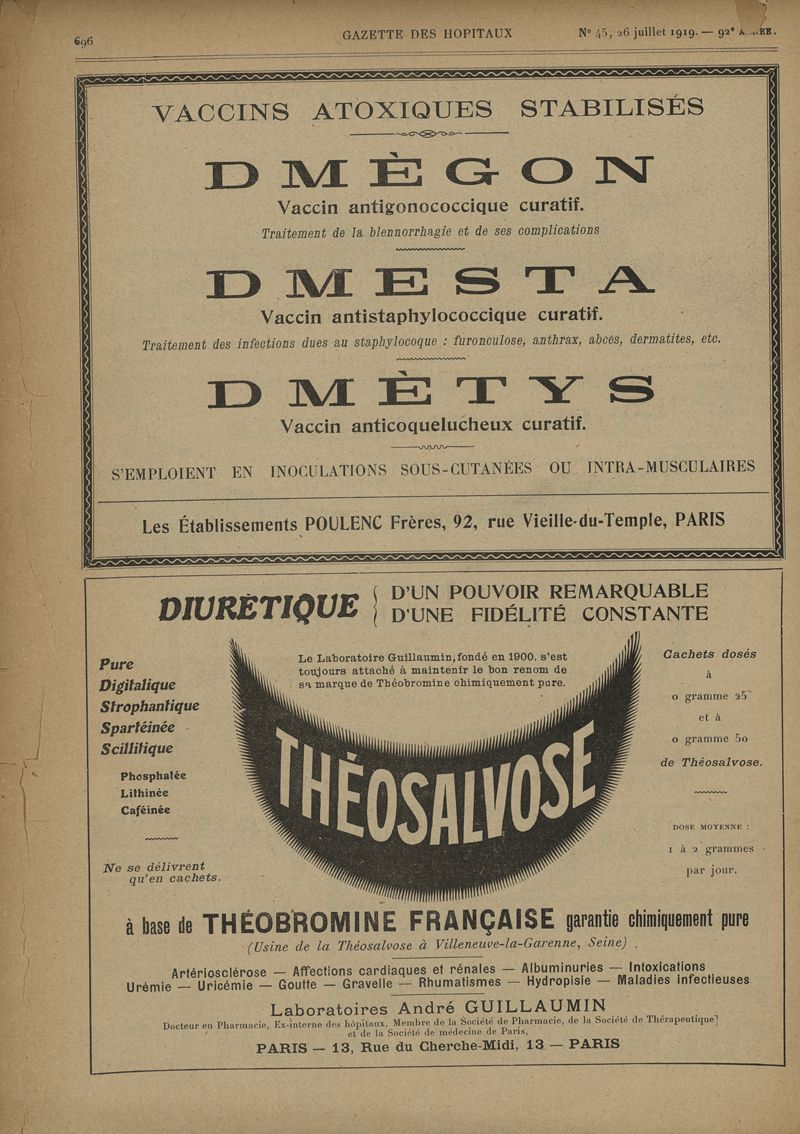 696
GAZETTE DES HOPITAUX
N° 45, 26 juillet 1919. — 92e
VACCINS ATOXIQUES STABILISÉS
DMÈGON
Vaccin antigonococcique curatif.
Traitement de la blennorrhagie et de ses complications
DMESTA
Vaccin antistaphylococcique curatif.
Traitement des infections dues au staphylocoque : furonculose, anthrax, abcès, dermatites, etc.
DMÈTYS
Vaccin anticoquelucheux curatif.
S'EMPLOIENT EN INOCULATIONS SOUS-CUTANÉES OU INTRA-MUSCULAIRES
Les Établissements POULENC Frères, 92, rue Vieille-du-Temple, PARIS
DIURÉTIQUE
D'UN POUVOIR REMARQUABLE
D'UNE FIDÉLITÉ CONSTANTE
Pure
Digitalique
Strophantique
Spartéinée
Scillitique
Phosphatée
Lithinée
Caféinée
Ne se délivrent
qu'en cachets.
Le Laboratoire Guillaumin, fondé en 1900, s'est
toujours attaché à maintenir le bon renom de
sa marque de Théobromine chimiquement pure.
THÉOSALVOSE
Cachets dosés
à
0 gramme 25
et à
0 gramme 50
de Théosalvose.
DOSE MOYENNE :
1 à 2 grammes
par jour.
à base de THÉOBROMINE FRANÇAISE garantie chimiquement pure
(Usine de la Théosalvose à Villeneuve-la-Garenne, Seine)
Artériosclérose — Affections cardiaques et rénales — Albuminuries — Intoxications
Urémie — Uricémie — Goutte — Gravelle — Rhumatismes — Hydropisie — Maladies infectieuses
Laboratoires André GUILLAUMIN
Docteur en Pharmacie, Ex-interne des hôpitaux, Membre de la Société de Pharmacie, de la Société de Thérapeutique
et de la Société de médecine de Paris,
PARIS — 13, Rue du Cherche-Midi, 13 — PARIS